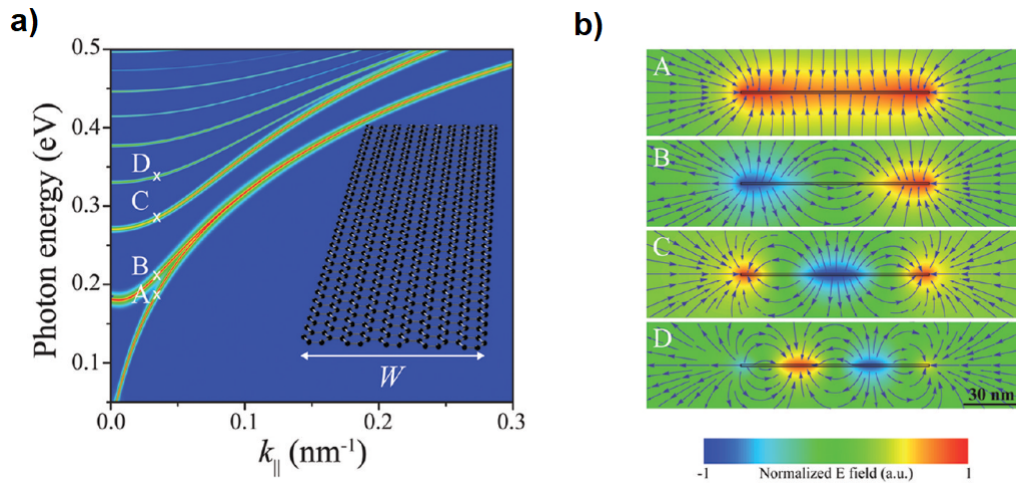 a)
Photon energy (eV)
0.5
0.4
0.3
0.2
0.1
D
C
B
A
W
0.0 0.1 0.2 0.3
k|| (nm⁻¹)
b)
A
B
C
D
30 nm
-1 Normalized E field (a.u.) 1